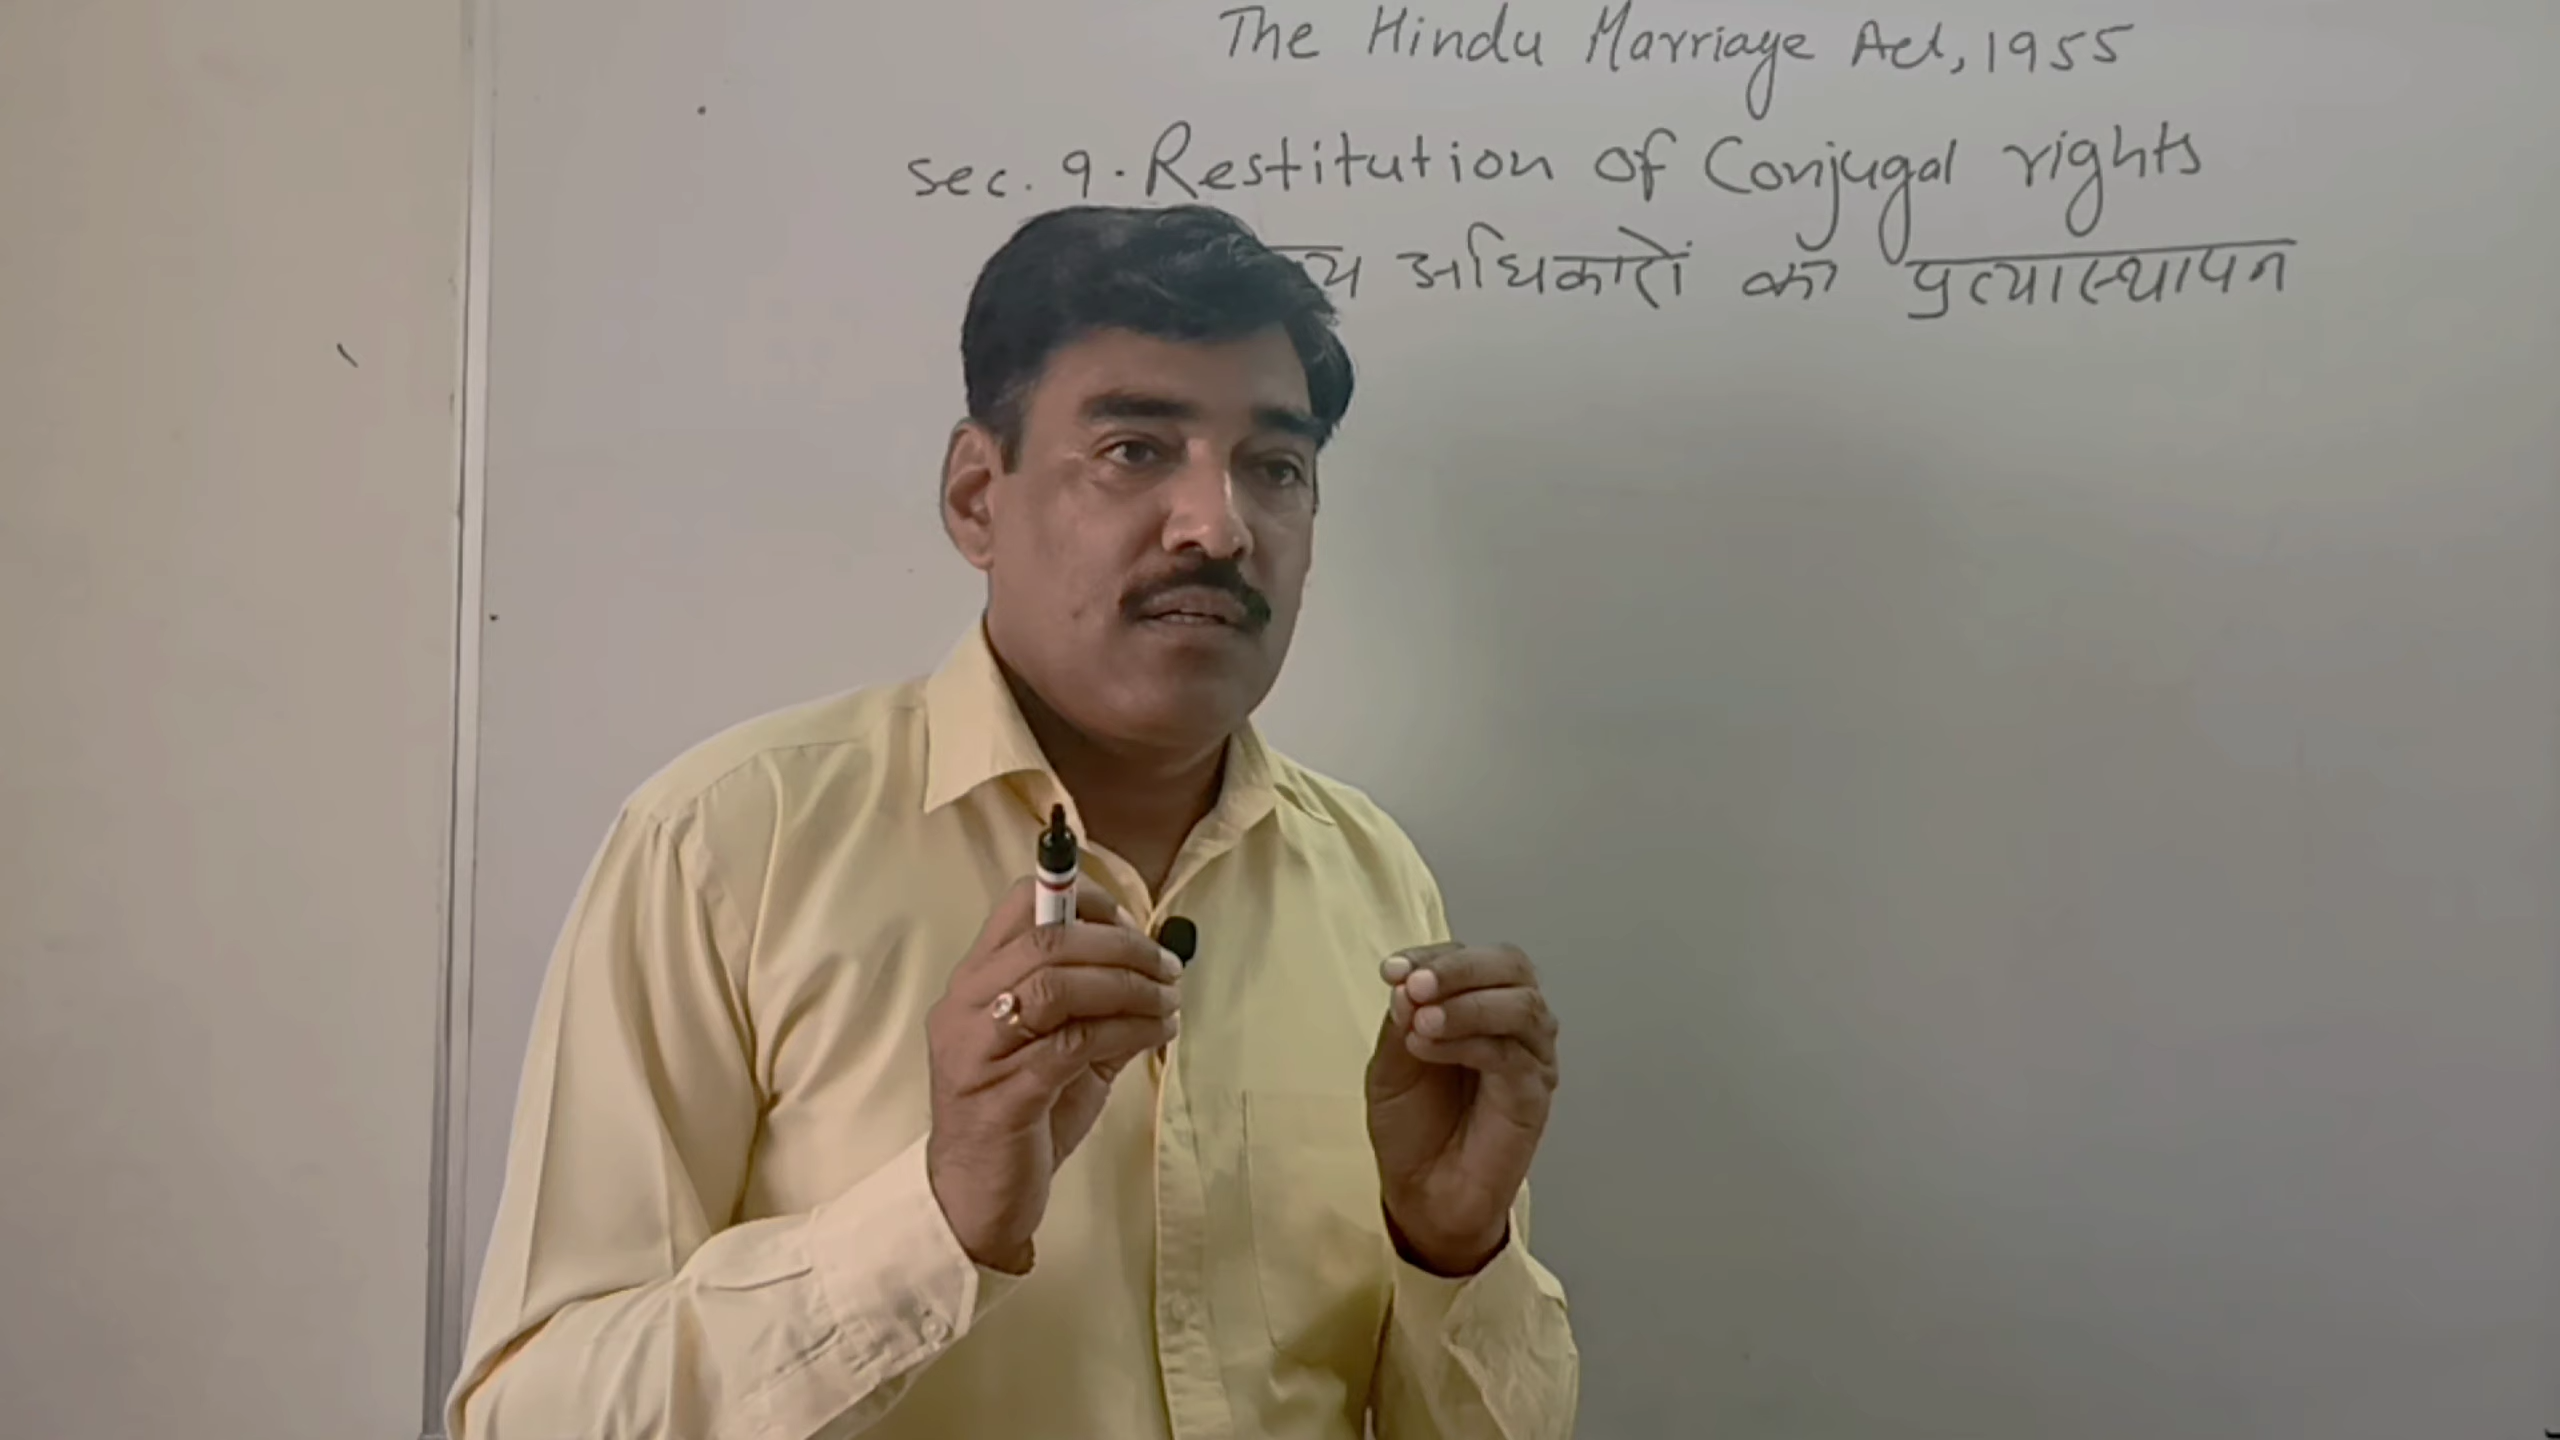 The Hindu Marriage Act, 1955
Sec. 9. Restitution of Conjugal rights
अधिकारों का प्रत्यास्थापन